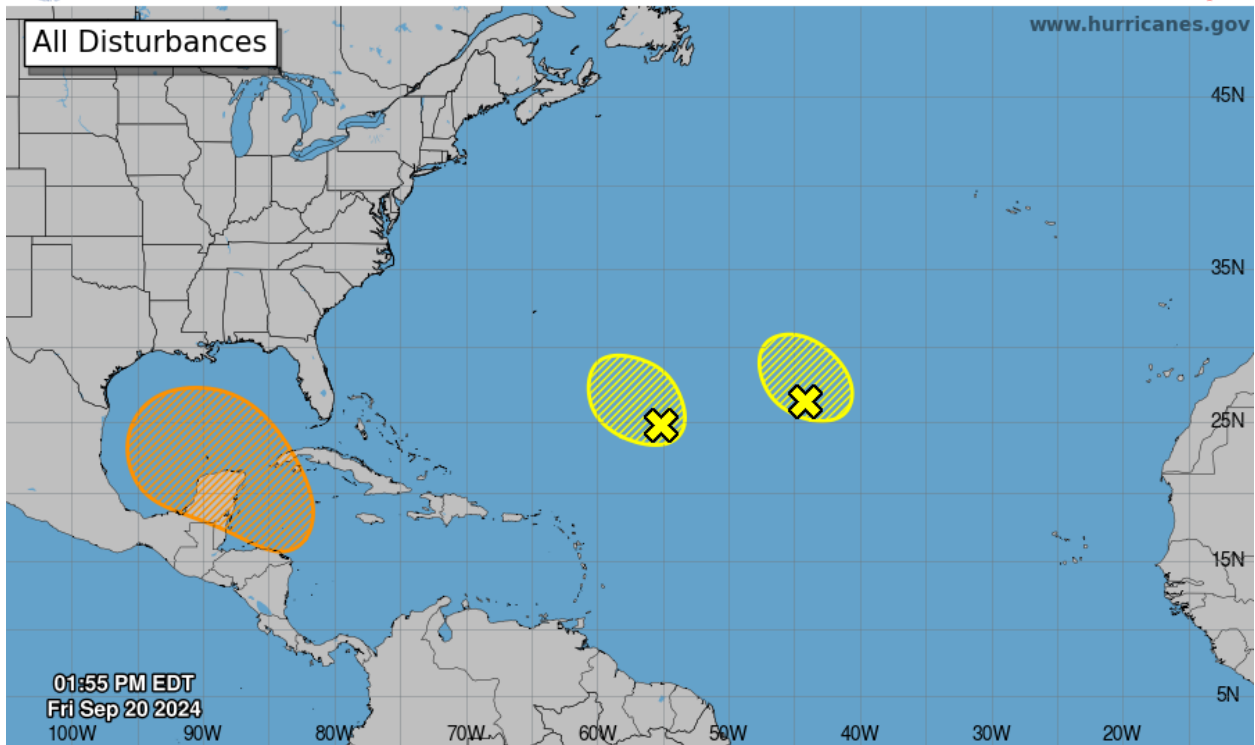 www.hurricanes.gov
All Disturbances
45N
35N
25N
15N
5N
01:55 PM EDT
Fri Sep 20 2024
100W 90W 80W 70W 60W 50W 40W 30W 20W